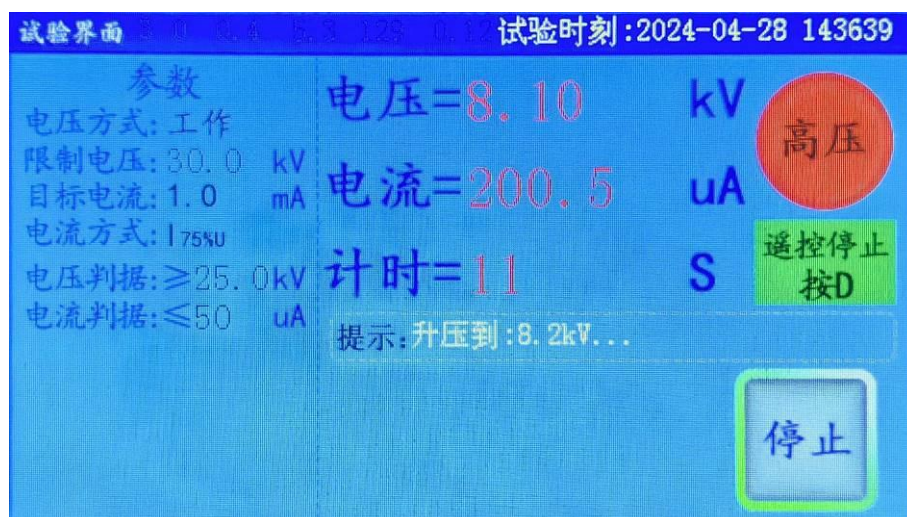 试验界面
试验时刻:2024-04-28 143639
参数
电压方式:工作
限制电压:30.0 kV
目标电流:1.0 mA
电流方式:I75%U
电压判据:≥25.0kV
电流判据:≤50 uA
电压=8.10 kV
电流=200.5 uA
计时=11 S
提示:升压到:8.2kV...
高压
遥控停止
按D
停止